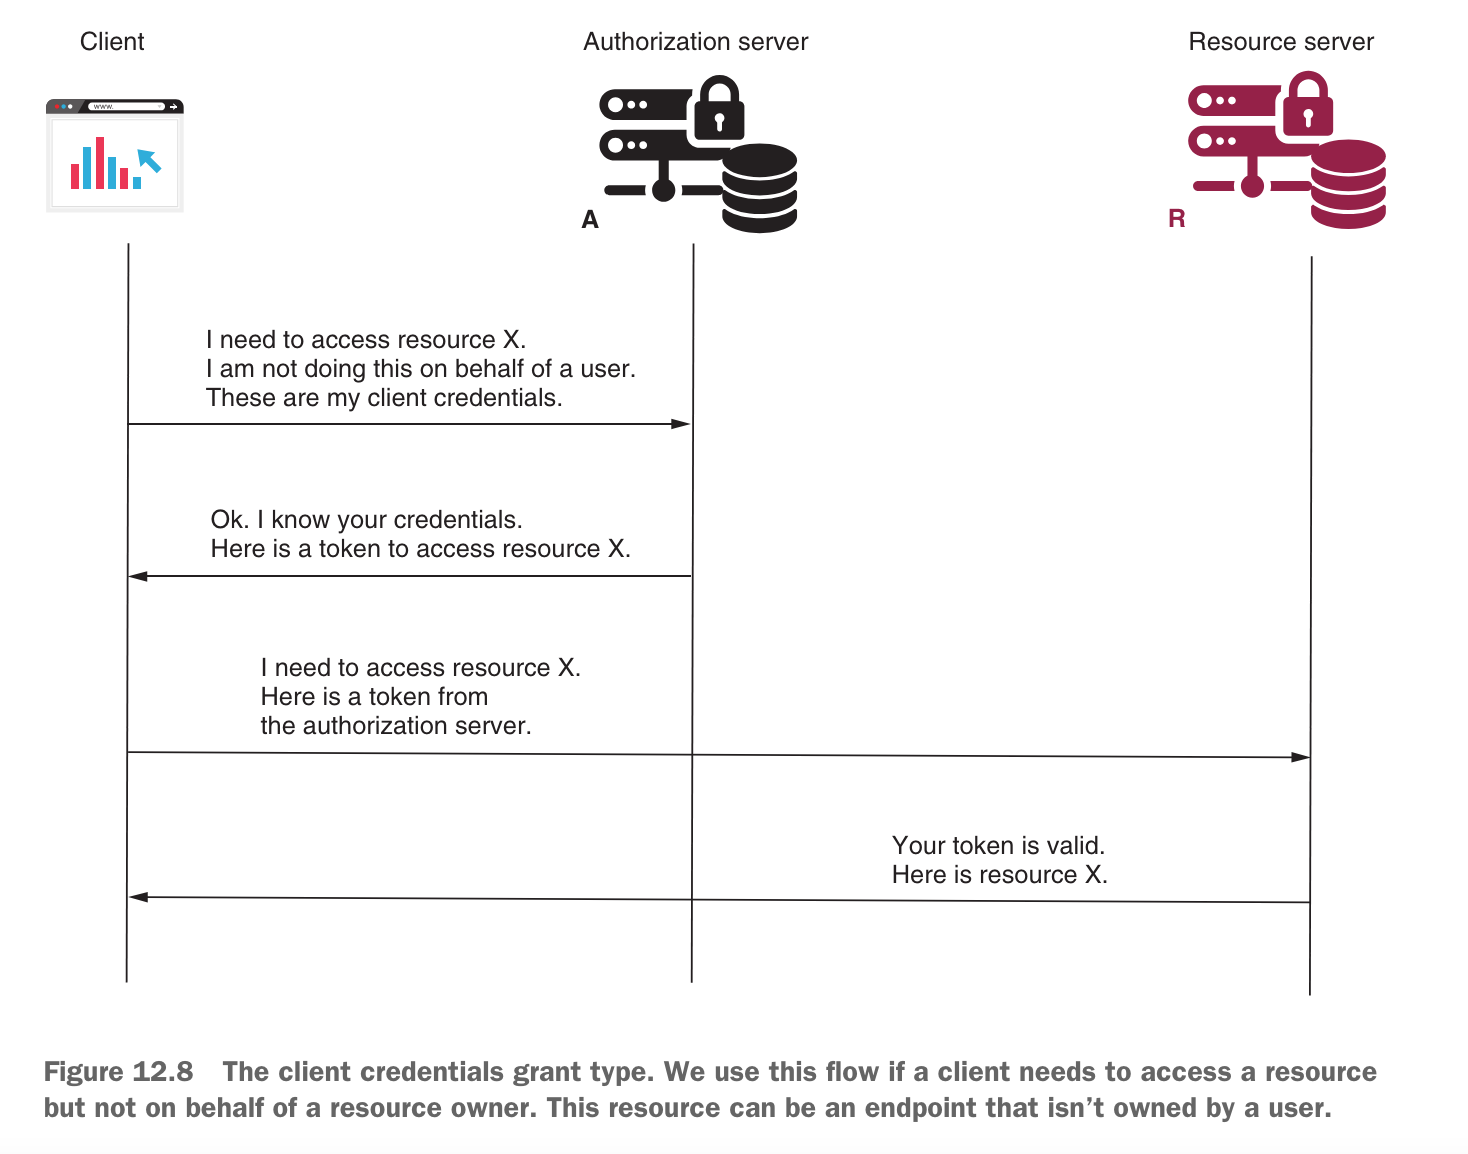 Client
Authorization server
Resource server
www.
A
R
I need to access resource X.
I am not doing this on behalf of a user.
These are my client credentials.
Ok. I know your credentials.
Here is a token to access resource X.
I need to access resource X.
Here is a token from
the authorization server.
Your token is valid.
Here is resource X.
Figure 12.8 The client credentials grant type. We use this flow if a client needs to access a resource
but not on behalf of a resource owner. This resource can be an endpoint that isn’t owned by a user.